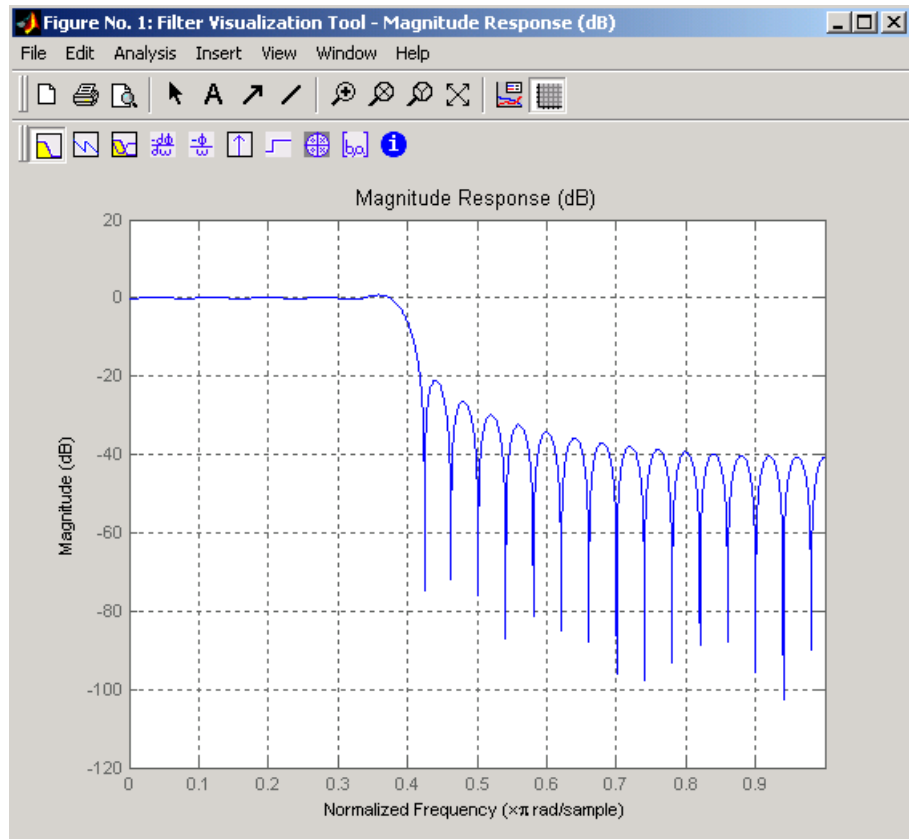 Figure No. 1: Filter Visualization Tool - Magnitude Response (dB)
File Edit Analysis Insert View Window Help
A
-dΦ
dω
-Φ
ω
[b,a]
i
Magnitude Response (dB)
20
0
-20
-40
-60
-80
-100
-120
Magnitude (dB)
0 0.1 0.2 0.3 0.4 0.5 0.6 0.7 0.8 0.9
Normalized Frequency (×π rad/sample)